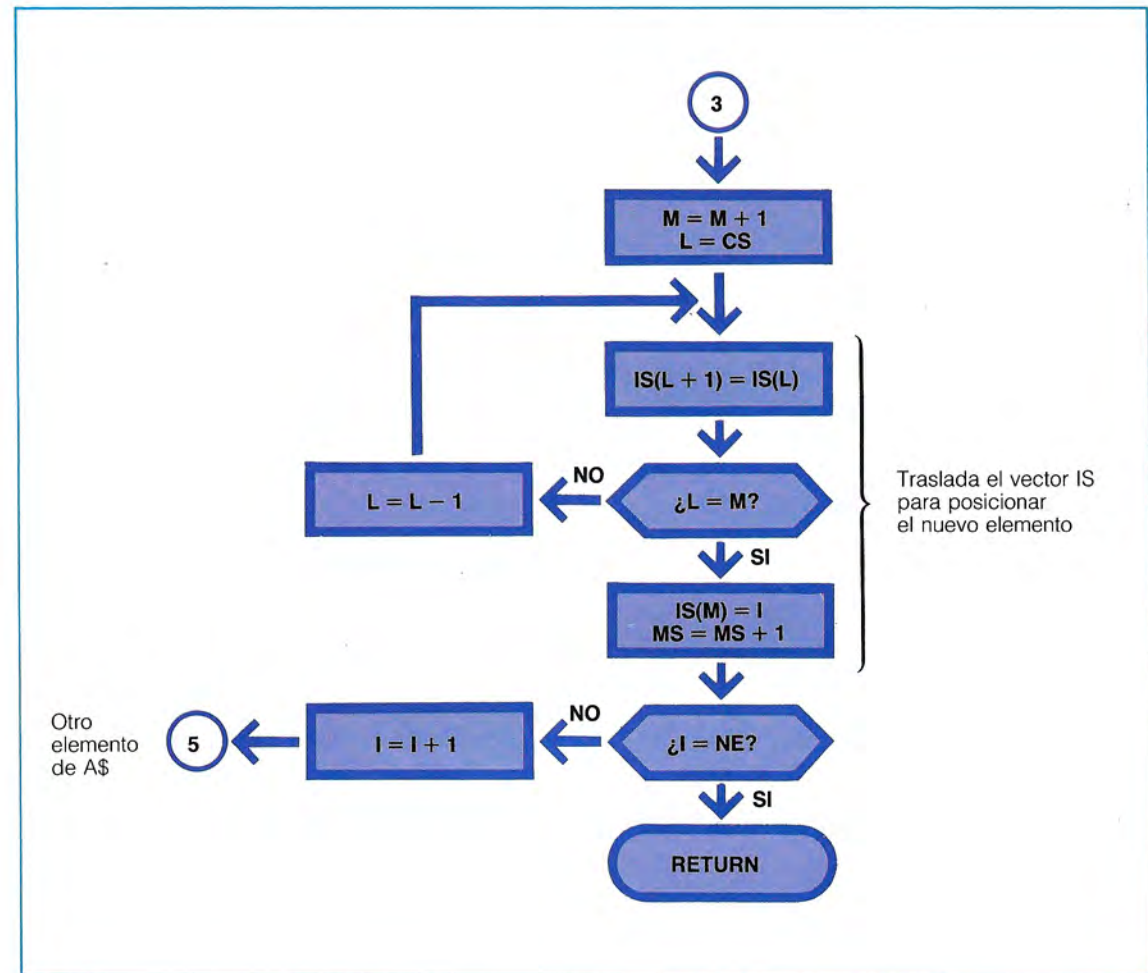 3
M = M + 1
L = CS
IS(L + 1) = IS(L)
NO
L = L − 1
¿L = M?
Traslada el vector IS
para posicionar
el nuevo elemento
SI
IS(M) = I
MS = MS + 1
Otro
elemento
de A$
5
I = I + 1
NO
¿I = NE?
SI
RETURN